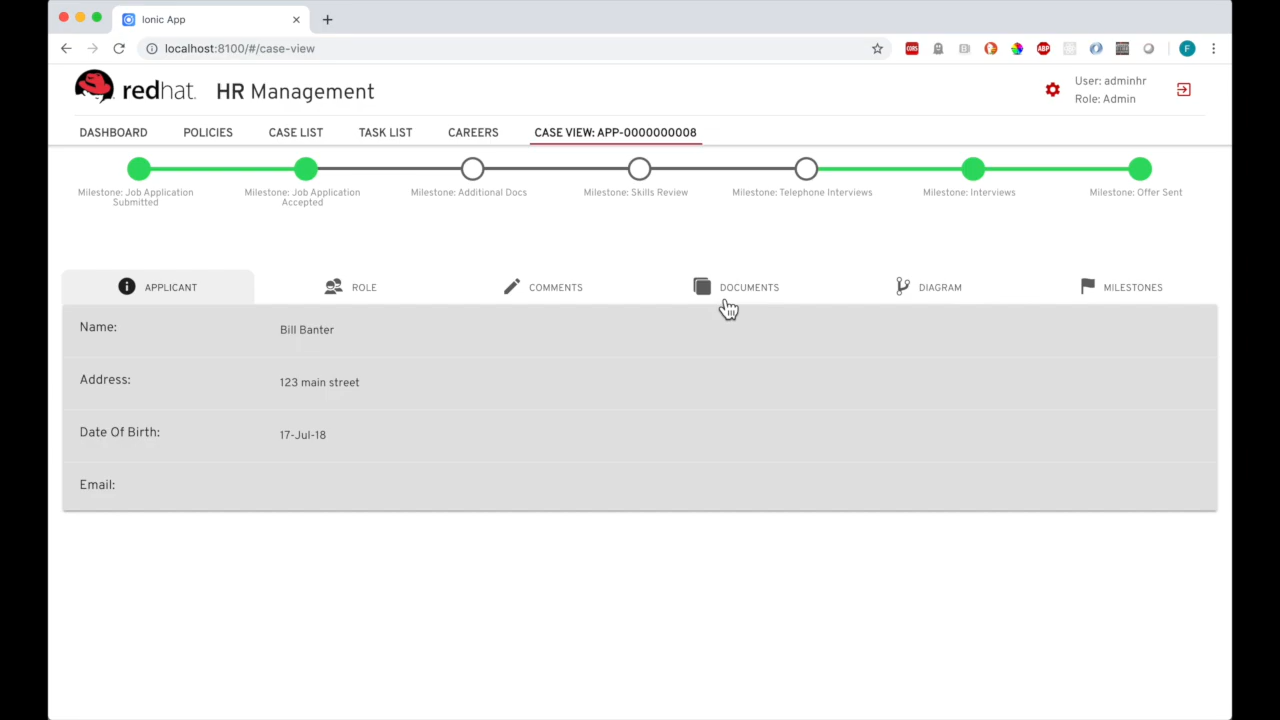 Ionic App
localhost:8100/#/case-view
CORS
ABP
F
redhat. HR Management
User: adminhr
Role: Admin
DASHBOARD POLICIES CASE LIST TASK LIST CAREERS CASE VIEW: APP-0000000008
Milestone: Job Application Submitted
Milestone: Job Application Accepted
Milestone: Additional Docs
Milestone: Skills Review
Milestone: Telephone Interviews
Milestone: Interviews
Milestone: Offer Sent
APPLICANT ROLE COMMENTS DOCUMENTS DIAGRAM MILESTONES
Name: Bill Banter
Address: 123 main street
Date Of Birth: 17-Jul-18
Email: